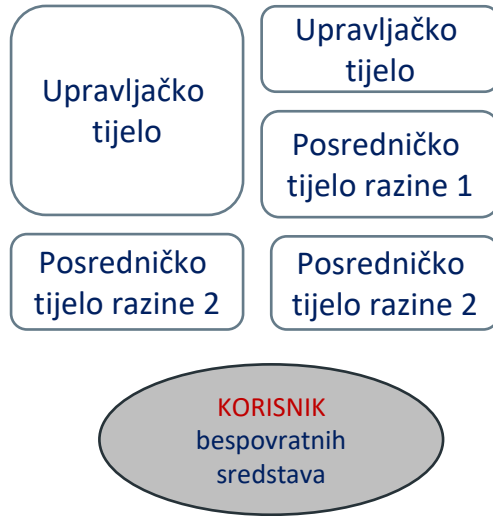 Upravljačko
tijelo
Posredničko
tijelo razine 2
Upravljačko
tijelo
Posredničko
tijelo razine 1
Posredničko
tijelo razine 2
KORISNIK
bespovratnih
sredstava